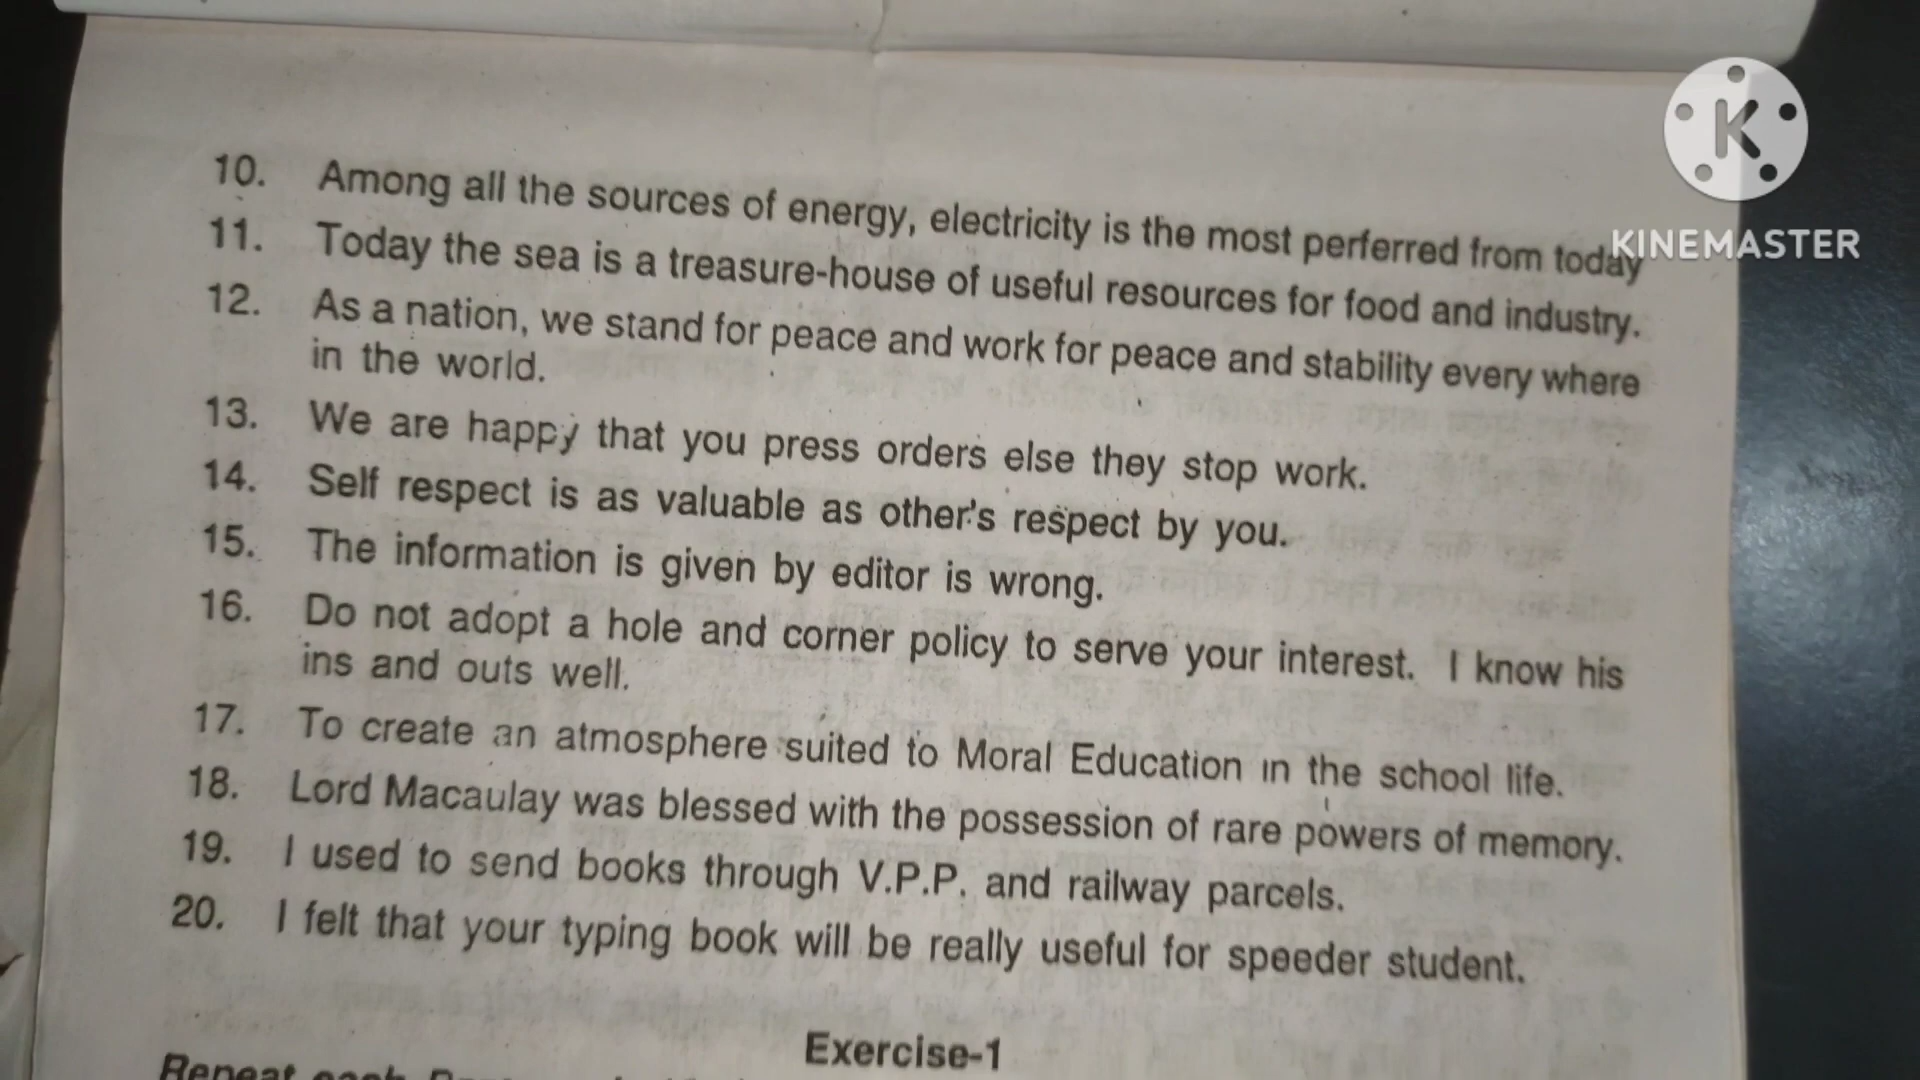 10. Among all the sources of energy, electricity is the most perferred from today
11. Today the sea is a treasure-house of useful resources for food and industry.
12. As a nation, we stand for peace and work for peace and stability every where
in the world.
13. We are happy that you press orders else they stop work.
14. Self respect is as valuable as other's respect by you.
15. The information is given by editor is wrong.
16. Do not adopt a hole and corner policy to serve your interest. I know his
ins and outs well.
17. To create an atmosphere suited to Moral Education in the school life.
18. Lord Macaulay was blessed with the possession of rare powers of memory.
19. I used to send books through V.P.P. and railway parcels.
20. I felt that your typing book will be really useful for speeder student.
Exercise-1
Repeat each
K
KINEMASTER